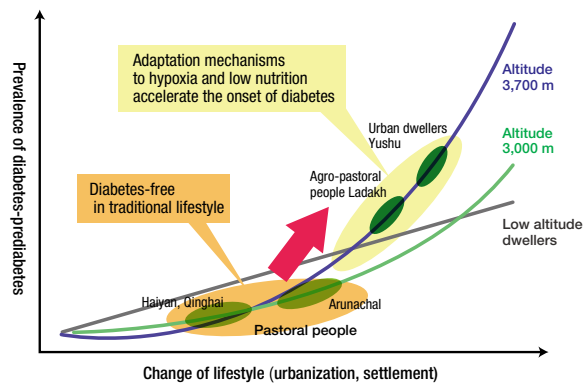 Prevalence of diabetes-prediabetes
Adaptation mechanisms
to hypoxia and low nutrition
accelerate the onset of diabetes
Altitude
3,700 m
Urban dwellers
Yushu
Altitude
3,000 m
Agro-pastoral
people Ladakh
Diabetes-free
in traditional lifestyle
Low altitude
dwellers
Haiyan, Qinghai
Arunachal
Pastoral people
Change of lifestyle (urbanization, settlement)